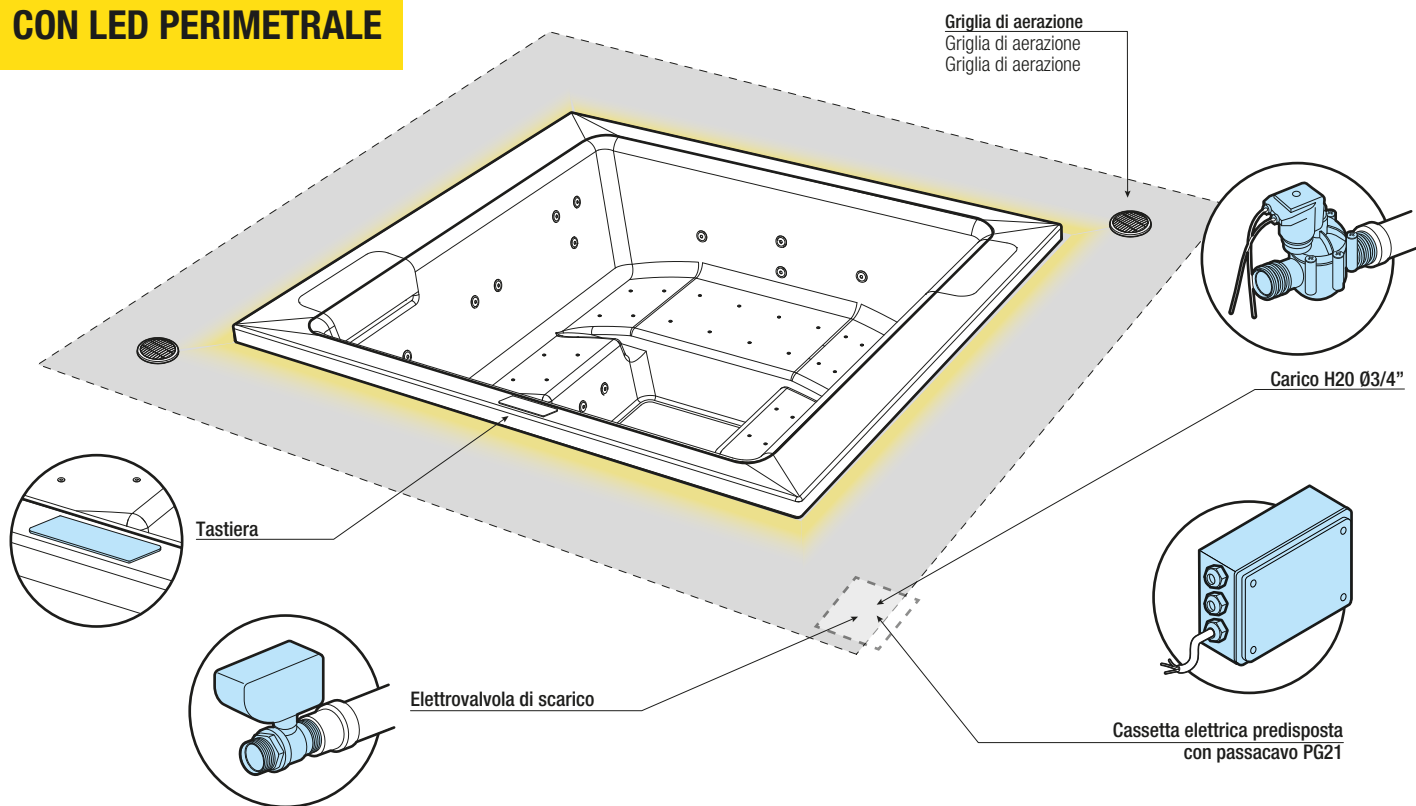 CON LED PERIMETRALE
Griglia di aerazione
Griglia di aerazione
Griglia di aerazione
Carico H20 Ø3/4”
Tastiera
Elettrovalvola di scarico
Cassetta elettrica predisposta
con passacavo PG21